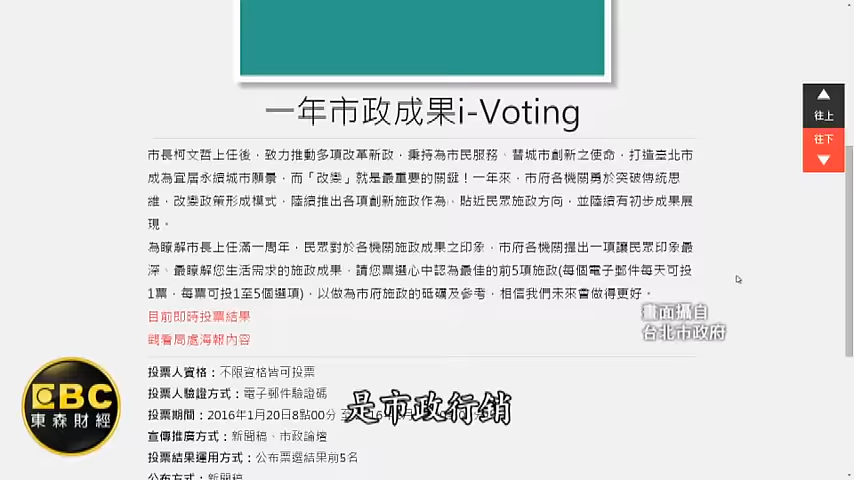 一年市政成果i-Voting
往上
往下
市長柯文哲上任後，致力推動多項改革新政，秉持為市民服務、替城市創新之使命，打造臺北市
成為宜居永續城市願景，而「改變」就是最重要的關鍵！一年來，市府各機關勇於突破傳統思
維，改變政策形成模式，陸續推出各項創新施政作為，貼近民眾施政方向，並陸續有初步成果展
現。
為瞭解市長上任滿一周年，民眾對於各機關施政成果之印象，市府各機關提出一項讓民眾印象最
深、最瞭解您生活需求的施政成果，請您票選心中認為最佳的前5項施政(每個電子郵件每天可投
1票，每票可投1至5個選項)，以做為市府施政的砥礪及參考，相信我們未來會做得更好。
目前即時投票結果
觀看局處海報內容
畫面攝自
台北市政府
投票人資格：不限資格皆可投票
投票人驗證方式：電子郵件驗證碼
投票期間：2016年1月20日8點00分 至
是市政行銷
宣傳推廣方式：新聞稿、市政論壇
投票結果運用方式：公布票選結果前5名
公布方式：新聞稿
EBC
東森財經